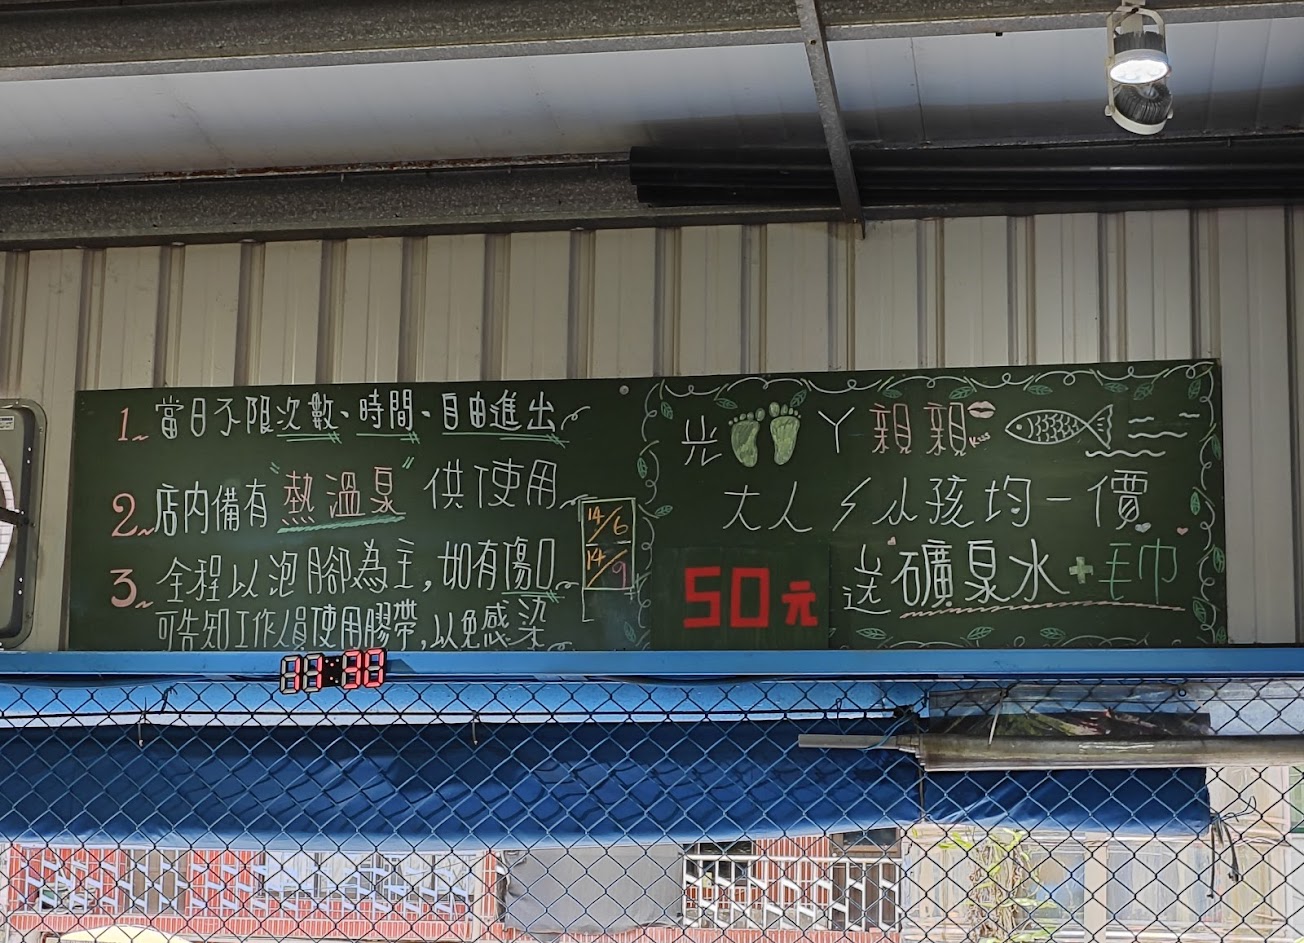 1. 當日不限次數、時間、自由進出
2. 店內備有"熱溫泉"供使用
3. 全程以泡腳為主，如有傷口
可告知工作人員使用膠帶，以免感染
14/6
14/9
光ㄚ親親
Kiss
大人ㄣ小孩均一價
50元
送礦泉水+毛巾